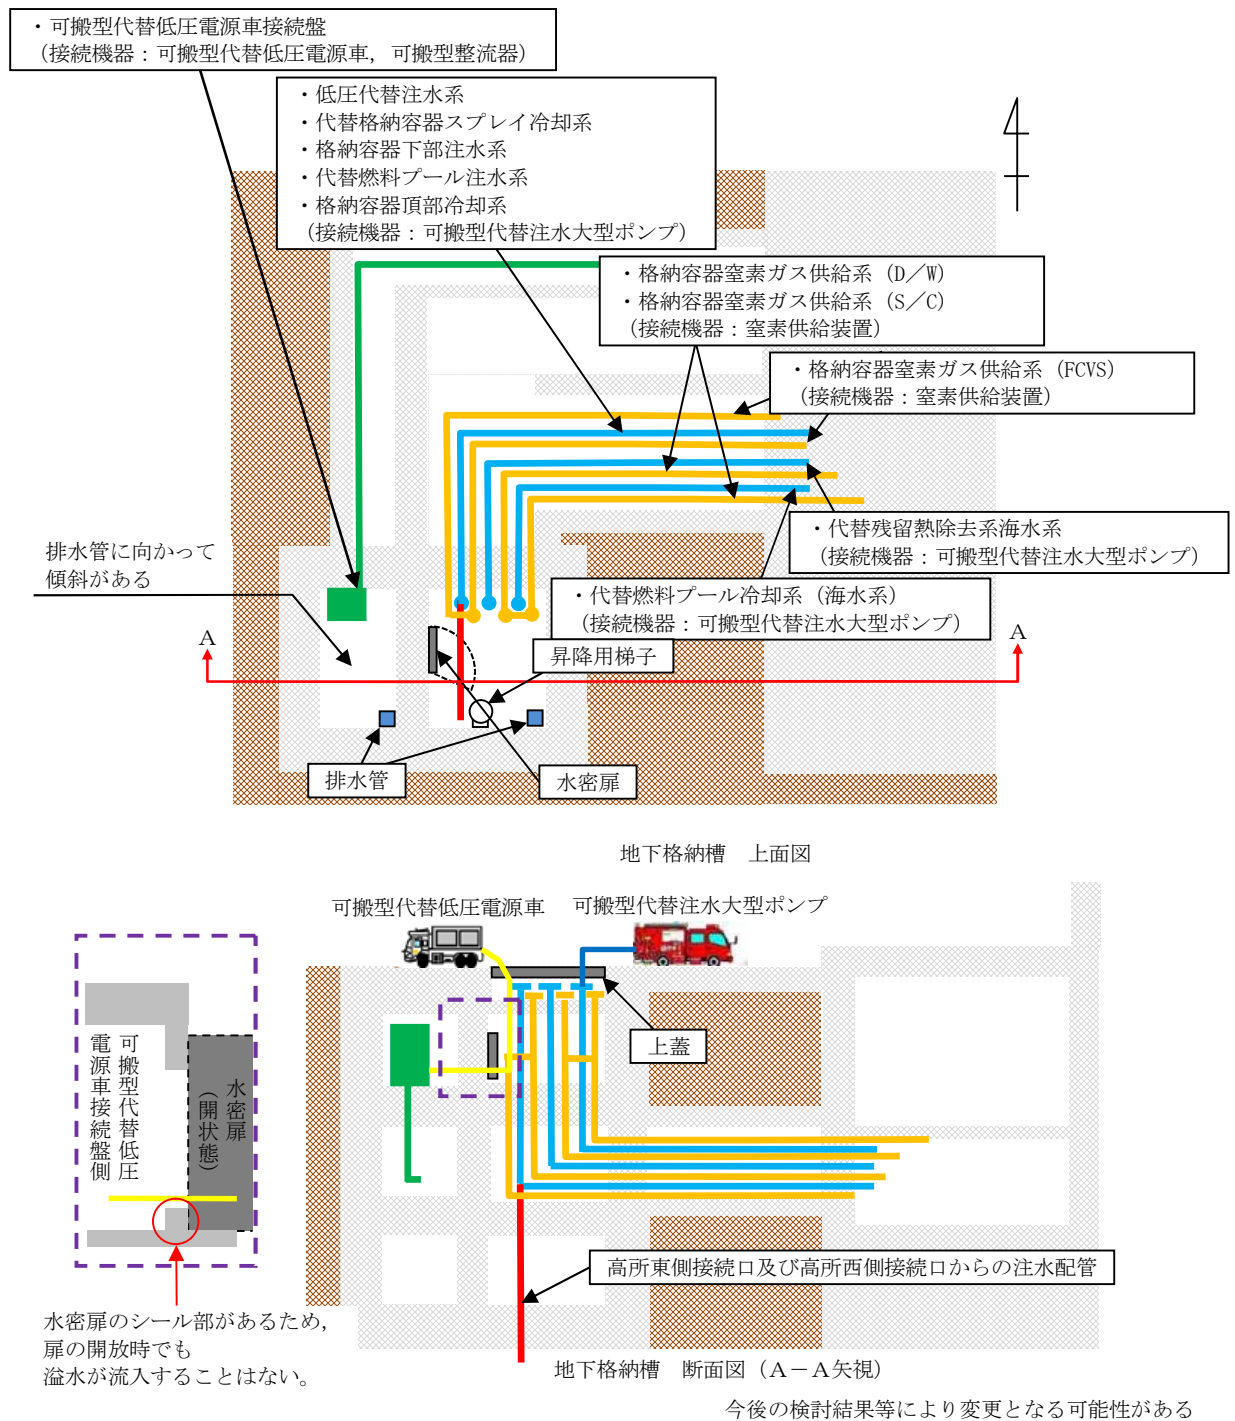 ・可搬型代替低圧電源車接続盤
(接続機器：可搬型代替低圧電源車，可搬型整流器)
・低圧代替注水系
・代替格納容器スプレイ冷却系
・格納容器下部注水系
・代替燃料プール注水系
・格納容器頂部冷却系
(接続機器：可搬型代替注水大型ポンプ)
・格納容器窒素ガス供給系 (D／W)
・格納容器窒素ガス供給系 (S／C)
(接続機器：窒素供給装置)
・格納容器窒素ガス供給系 (FCVS)
(接続機器：窒素供給装置)
・代替残留熱除去系海水系
(接続機器：可搬型代替注水大型ポンプ)
排水管に向かって
傾斜がある
・代替燃料プール冷却系 (海水系)
(接続機器：可搬型代替注水大型ポンプ)
A
A
昇降用梯子
排水管
水密扉
地下格納槽　上面図
可搬型代替低圧電源車
可搬型代替注水大型ポンプ
上蓋
可搬型代替低圧
電源車接続盤側
水密扉
(開状態)
高所東側接続口及び高所西側接続口からの注水配管
水密扉のシール部があるため，
扉の開放時でも
溢水が流入することはない。
地下格納槽　断面図 (A－A矢視)
今後の検討結果等により変更となる可能性がある